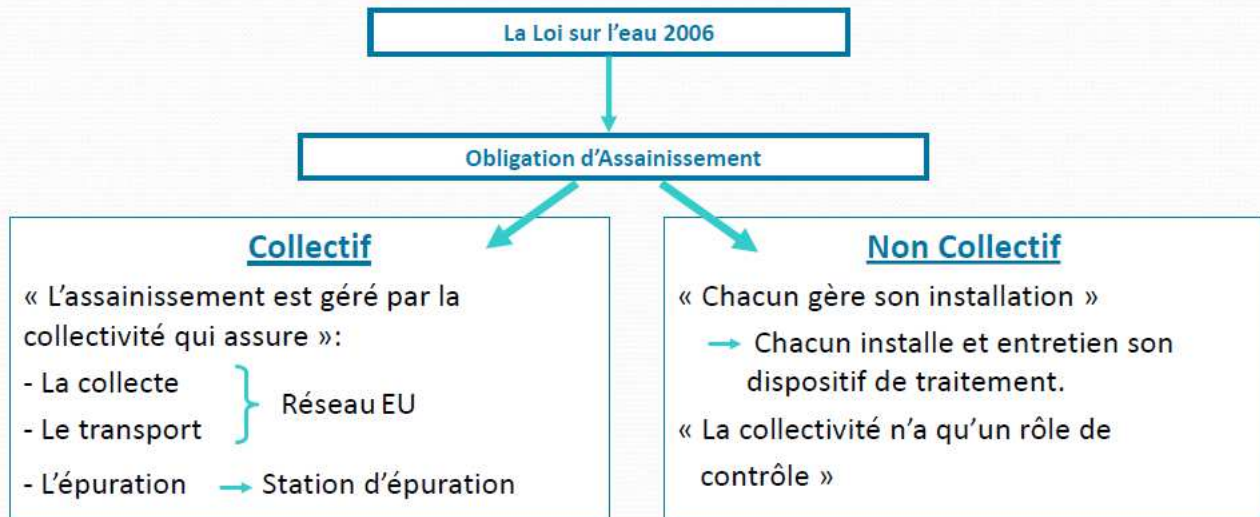 La Loi sur l'eau 2006
Obligation d'Assainissement
Collectif
« L'assainissement est géré par la
collectivité qui assure »:
- La collecte
- Le transport
Réseau EU
- L'épuration → Station d'épuration
Non Collectif
« Chacun gère son installation »
→ Chacun installe et entretien son
dispositif de traitement.
« La collectivité n'a qu'un rôle de
contrôle »